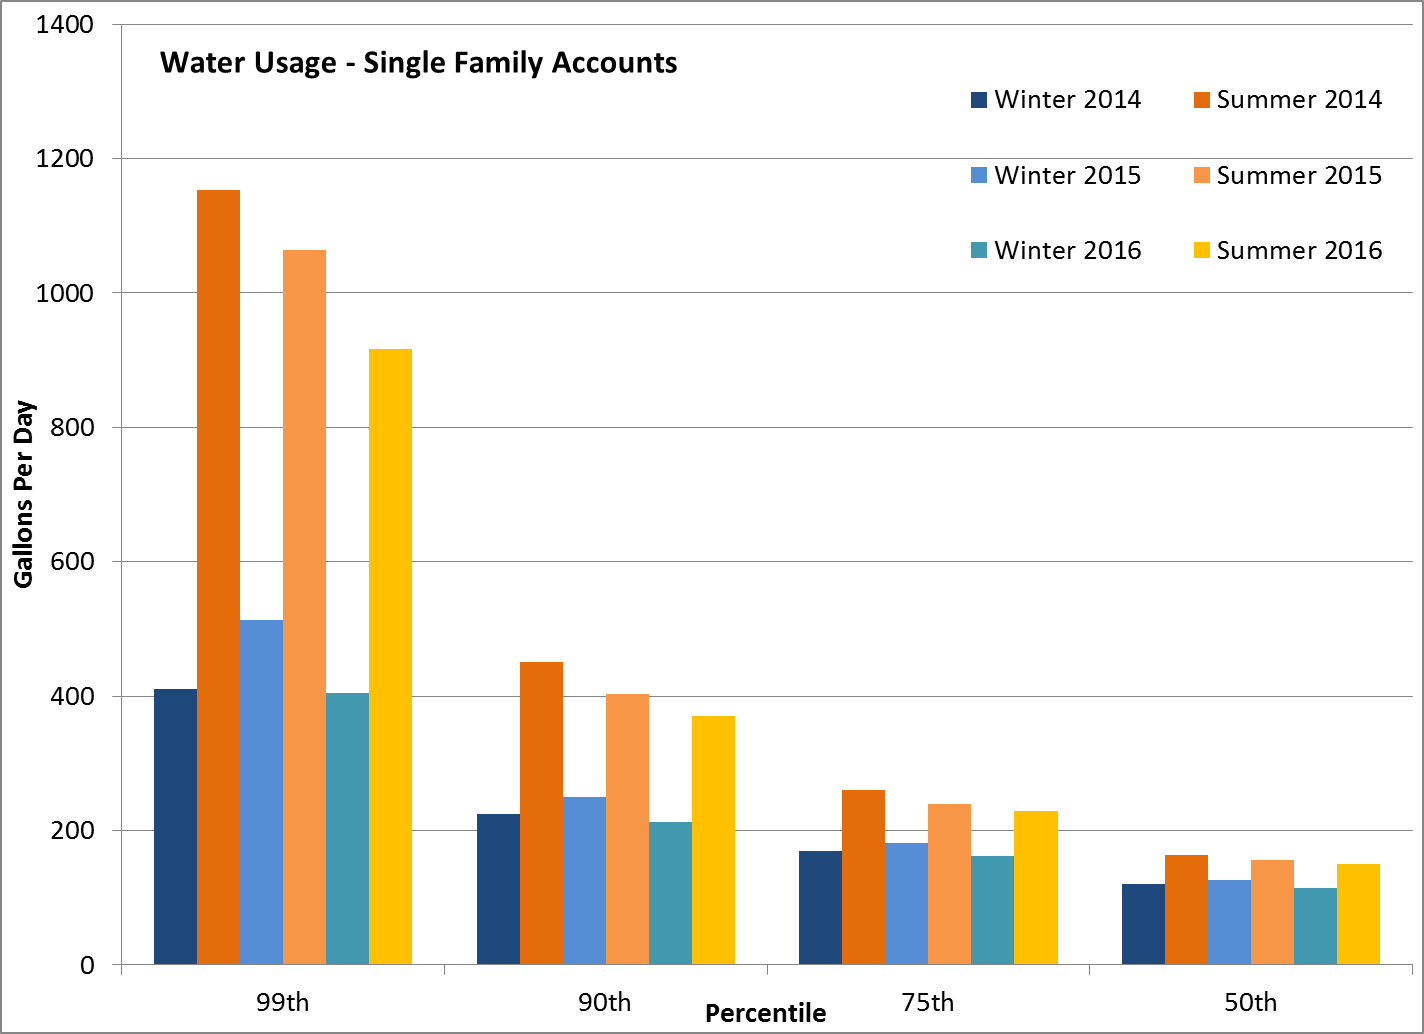 Water Usage - Single Family Accounts
Winter 2014 Summer 2014
Winter 2015 Summer 2015
Winter 2016 Summer 2016
Gallons Per Day
1400
1200
1000
800
600
400
200
0
99th 90th 75th 50th
Percentile